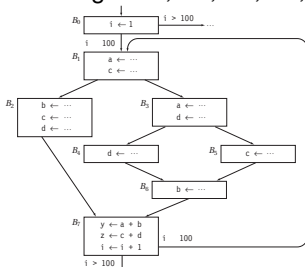 B₀
i ← 1
i > 100
...
i 100
B₁
a ← ...
c ← ...
B₂
b ← ...
c ← ...
d ← ...
B₃
a ← ...
d ← ...
B₄
d ← ...
B₅
c ← ...
B₆
b ← ...
B₇
y ← a + b
z ← c + d
i ← i + 1
i 100
i > 100